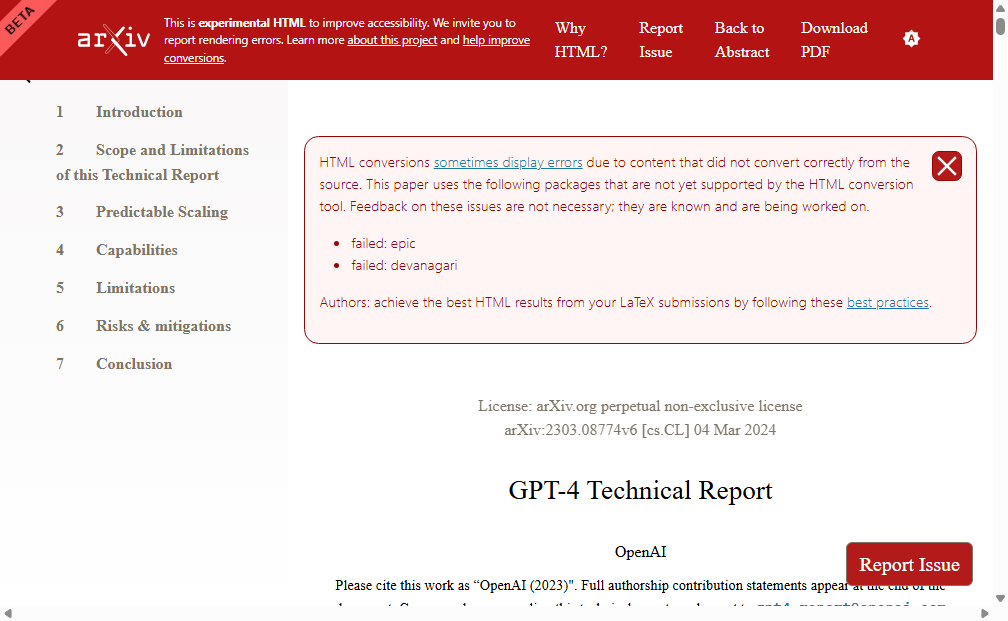 BETA
arXiv
This is experimental HTML to improve accessibility. We invite you to
report rendering errors. Learn more about this project and help improve
conversions.
Why
HTML?
Report
Issue
Back to
Abstract
Download
PDF
A
1 Introduction
2 Scope and Limitations
of this Technical Report
3 Predictable Scaling
4 Capabilities
5 Limitations
6 Risks & mitigations
7 Conclusion
HTML conversions sometimes display errors due to content that did not convert correctly from the
source. This paper uses the following packages that are not yet supported by the HTML conversion
tool. Feedback on these issues are not necessary; they are known and are being worked on.
• failed: epic
• failed: devanagari
Authors: achieve the best HTML results from your LaTeX submissions by following these best practices.
License: arXiv.org perpetual non-exclusive license
arXiv:2303.08774v6 [cs.CL] 04 Mar 2024
GPT-4 Technical Report
OpenAI
Please cite this work as “OpenAI (2023)". Full authorship contribution statements appear at the end of the
Report Issue